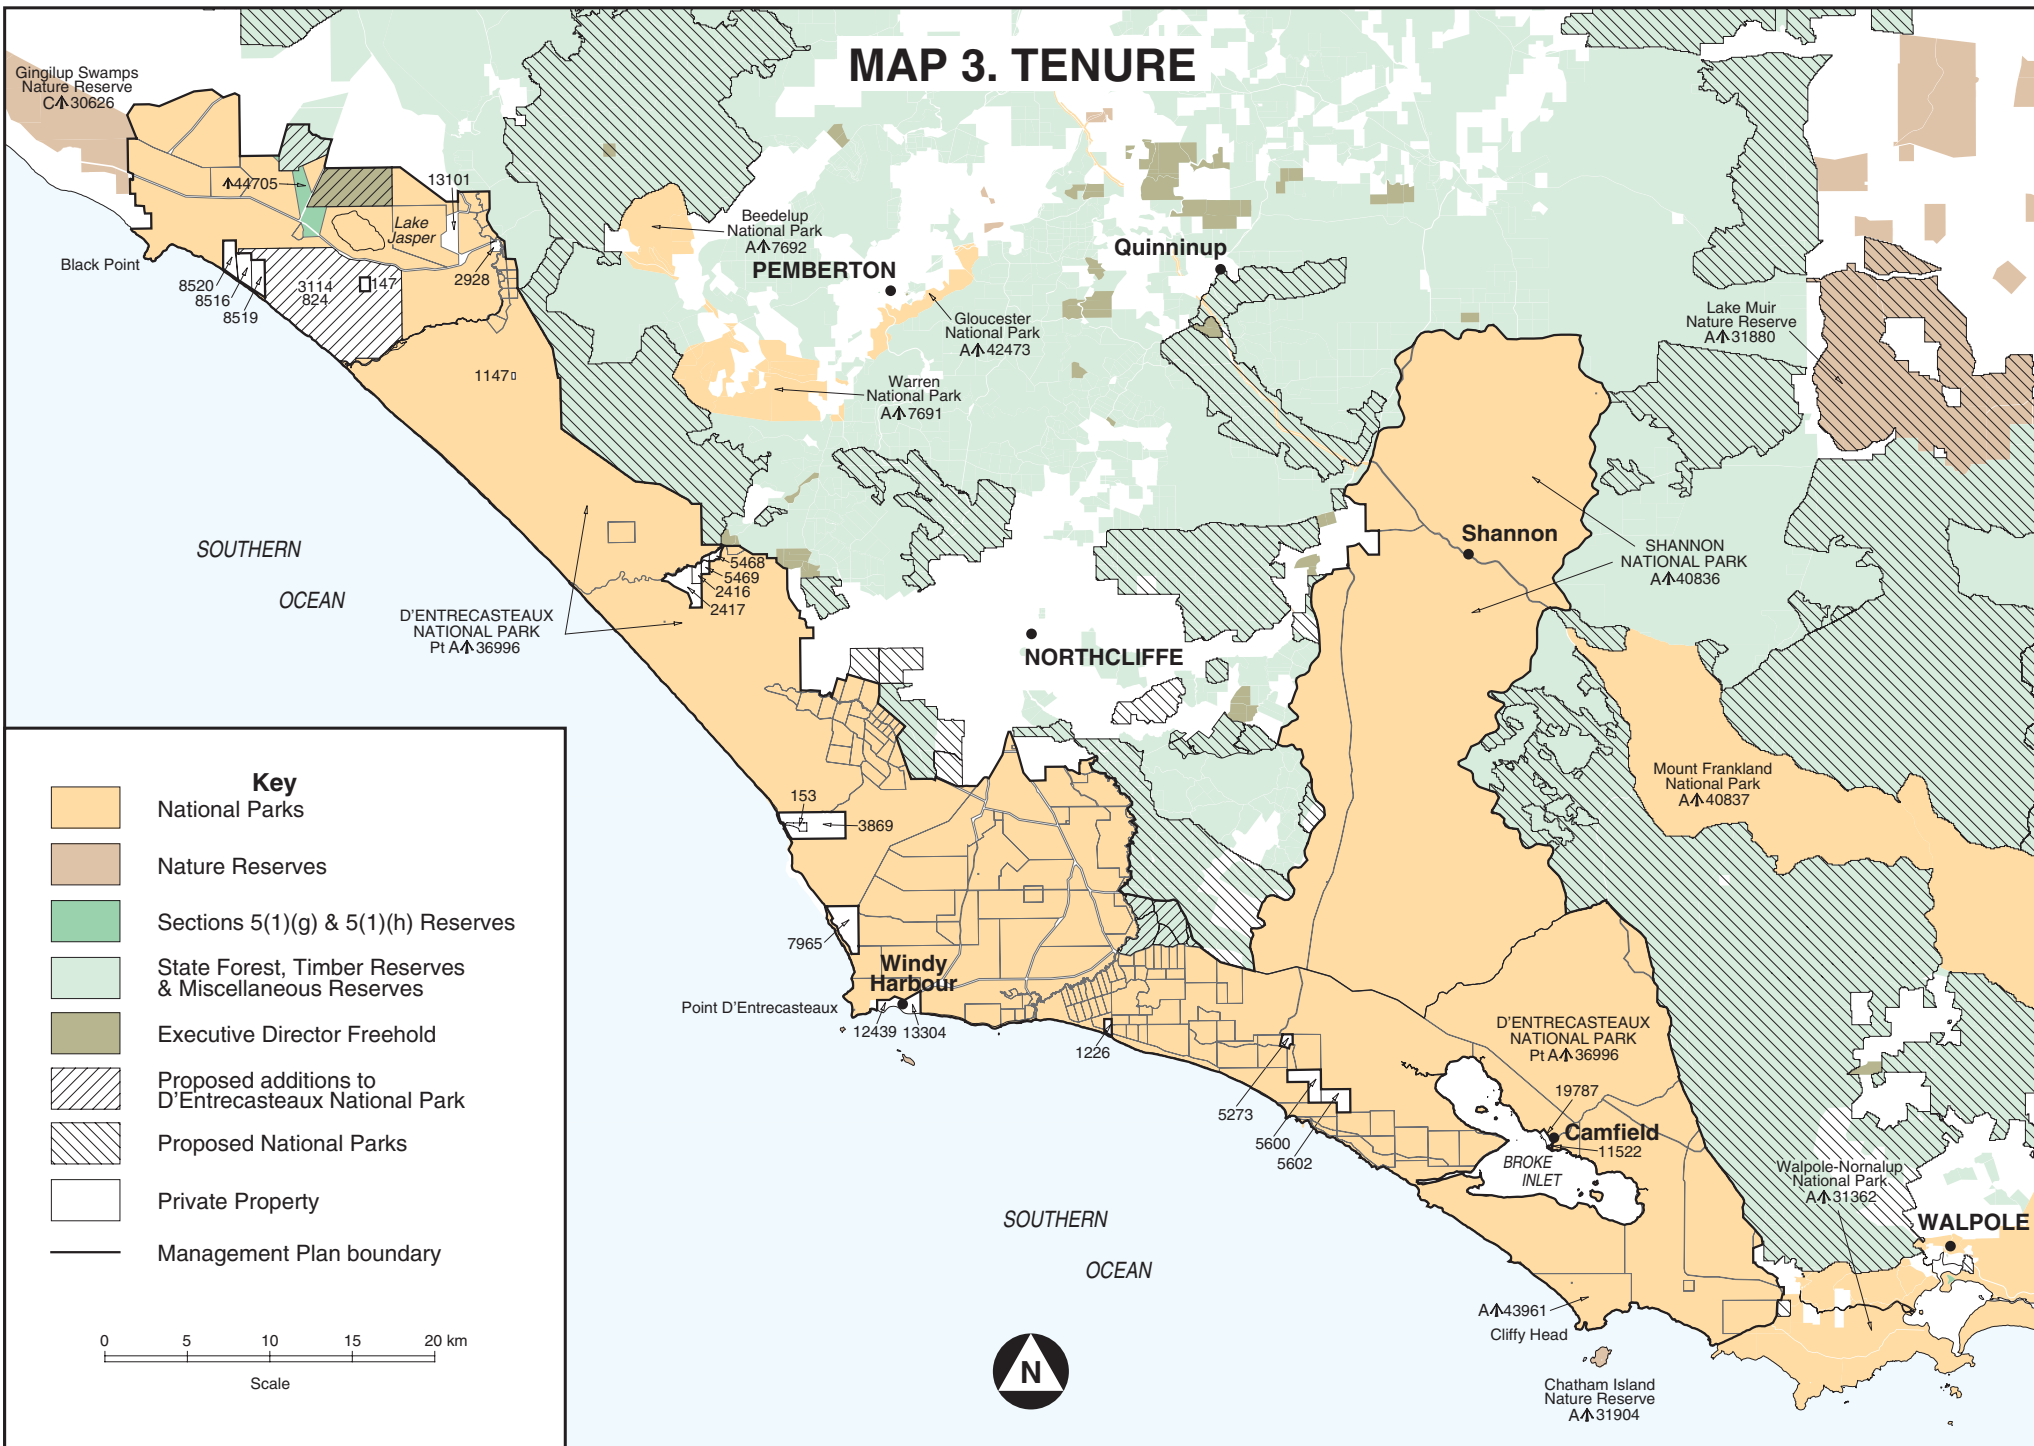 MAP 3. TENURE
Gingilup Swamps
Nature Reserve
C 30626
44705
13101
Lake
Jasper
Black Point
8520
8516
8519
3114
824
147
2928
1147
Beedelup
National Park
A 7692
PEMBERTON
Quinninup
Gloucester
National Park
A 42473
Warren
National Park
A 7691
Lake Muir
Nature Reserve
A 31880
SOUTHERN
OCEAN
5468
5469
2416
2417
D'ENTRECASTEAUX
NATIONAL PARK
Pt A 36996
Shannon
SHANNON
NATIONAL PARK
A 40836
NORTHCLIFFE
Mount Frankland
National Park
A 40837
153
3869
7965
Windy
Harbour
Point D'Entrecasteaux
12439
13304
1226
5273
5600
5602
D'ENTRECASTEAUX
NATIONAL PARK
Pt A 36996
19787
Camfield
11522
BROKE
INLET
Walpole-Nornalup
National Park
A 31362
WALPOLE
SOUTHERN
OCEAN
A 43961
Cliffy Head
Chatham Island
Nature Reserve
A 31904
N
Key
National Parks
Nature Reserves
Sections 5(1)(g) & 5(1)(h) Reserves
State Forest, Timber Reserves
& Miscellaneous Reserves
Executive Director Freehold
Proposed additions to
D'Entrecasteaux National Park
Proposed National Parks
Private Property
Management Plan boundary
0 5 10 15 20 km
Scale